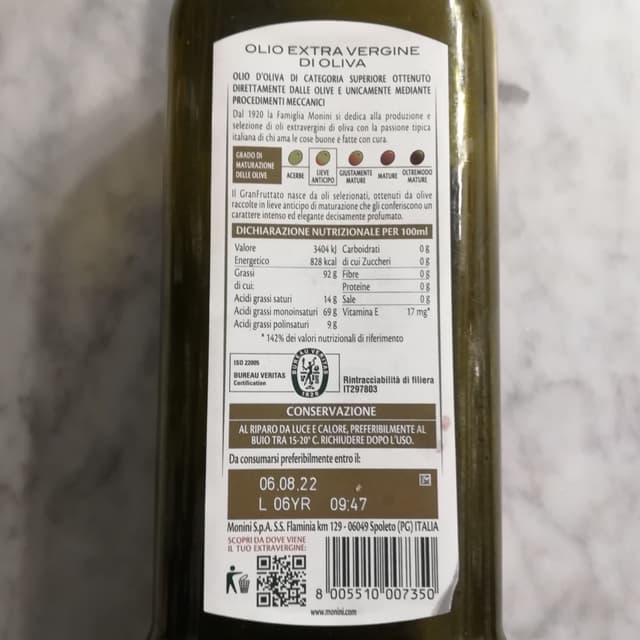 OLIO EXTRA VERGINE
DI OLIVA
OLIO D'OLIVA DI CATEGORIA SUPERIORE OTTENUTO
DIRETTAMENTE DALLE OLIVE E UNICAMENTE MEDIANTE
PROCEDIMENTI MECCANICI
Dal 1920 la Famiglia Monini si dedica alla produzione e
selezione di oli extravergini di oliva con la passione tipica
italiana di chi ama le cose buone e fatte con cura.
GRADO DI
MATURAZIONE
DELLE OLIVE
ACERBE
LIEVE
ANTICIPO
GIUSTAMENTE
MATURE
MATURE
OLTREMODO
MATURE
Il GranFruttato nasce da oli selezionati, ottenuti da olive
raccolte in lieve anticipo di maturazione che gli conferiscono un
carattere intenso ed elegante decisamente profumato.
DICHIARAZIONE NUTRIZIONALE PER 100ml
Valore 3404 kJ
Energetico 828 kcal
Grassi 92 g
di cui:
Acidi grassi saturi 14 g
Acidi grassi monoinsaturi 69 g
Acidi grassi polinsaturi 9 g
Carboidrati 0 g
di cui Zuccheri 0 g
Fibre 0 g
Proteine 0 g
Sale 0 g
Vitamina E 17 mg*
* 142% dei valori nutrizionali di riferimento
ISO 22005
BUREAU VERITAS
Certification
BUREAU VERITAS
1828
Rintracciabilità di filiera
IT297803
CONSERVAZIONE
AL RIPARO DA LUCE E CALORE, PREFERIBILMENTE AL
BUIO TRA 15-20° C. RICHIUDERE DOPO L'USO.
Da consumarsi preferibilmente entro il:
06.08.22
L 06YR 09:47
Monini S.p.A. S.S. Flaminia km 129 - 06049 Spoleto (PG) ITALIA
SCOPRI DA DOVE VIENE
IL TUO EXTRAVERGINE:
8 005510 007350
www.monini.com